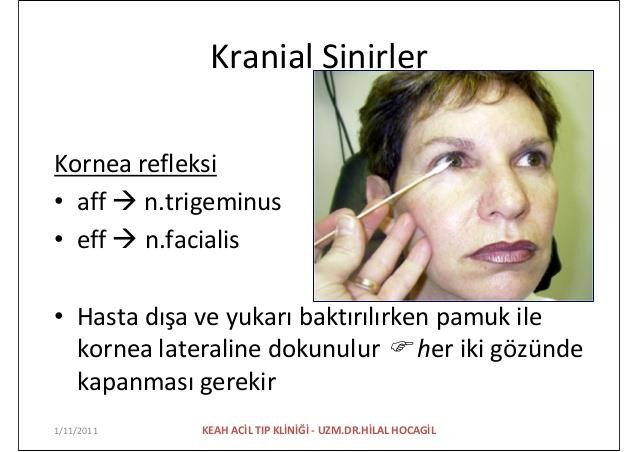 Kranial Sinirler
Kornea refleksi
• aff → n.trigeminus
• eff → n.facialis
• Hasta dışa ve yukarı baktırılırken pamuk ile
kornea lateraline dokunulur ☞ her iki gözünde
kapanması gerekir
1/11/2011
KEAH ACİL TIP KLİNİĞİ - UZM.DR.HİLAL HOCAGİL